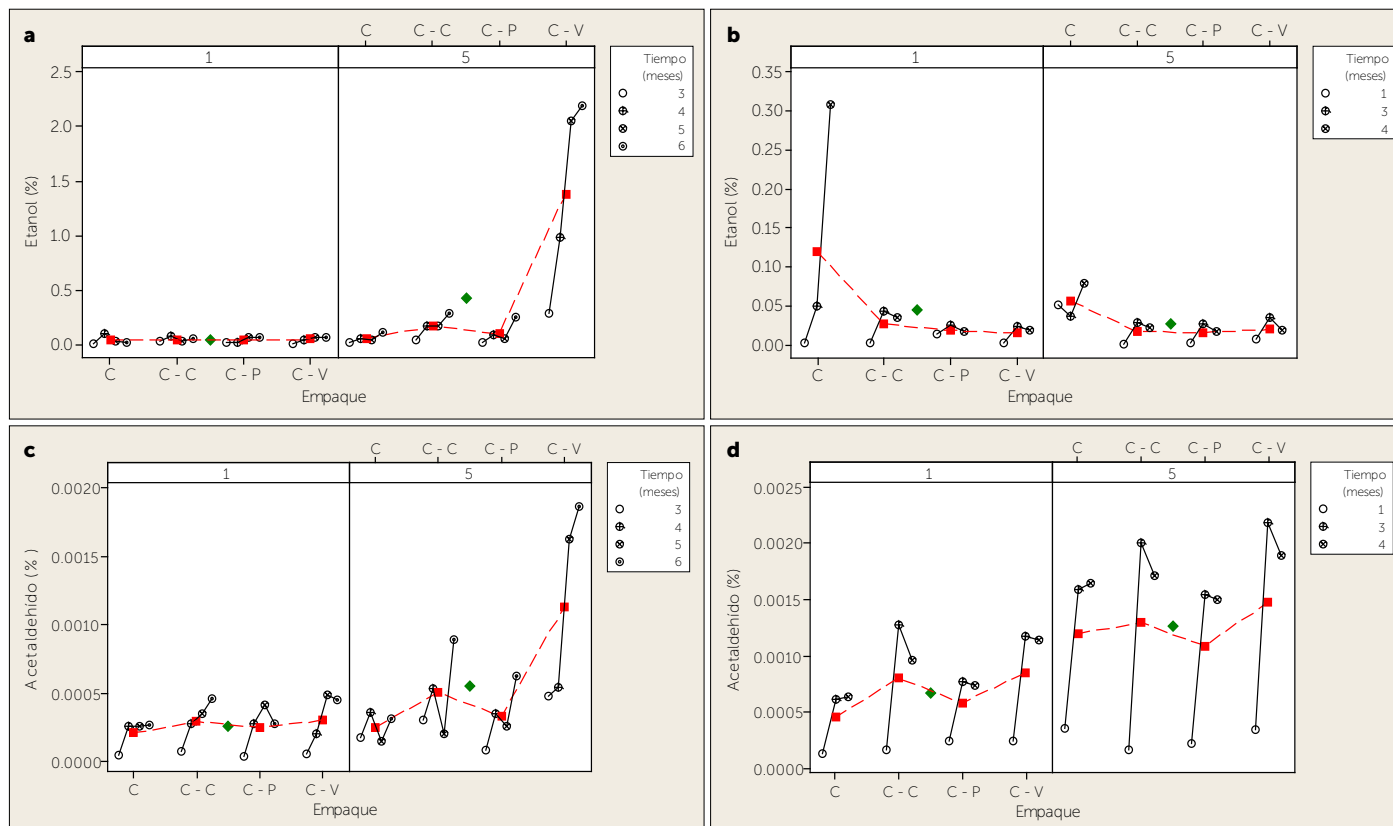 a
C C - C C - P C - V
1 5
Etanol (%)
2.5
2.0
1.5
1.0
0.5
0.0
C C - C C - P C - V
Empaque
Tiempo
(meses)
3
4
5
6
b
C C - C C - P C - V
1 5
Etanol (%)
0.35
0.30
0.25
0.20
0.15
0.10
0.05
0.00
C C - C C - P C - V
Empaque
Tiempo
(meses)
1
3
4
c
C C - C C - P C - V
1 5
Acetaldehído (%)
0.0020
0.0015
0.0010
0.0005
0.0000
C C - C C - P C - V
Empaque
Tiempo
(meses)
3
4
5
6
d
C C - C C - P C - V
1 5
Acetaldehído (%)
0.0025
0.0020
0.0015
0.0010
0.0005
0.0000
C C - C C - P C - V
Empaque
Tiempo
(meses)
1
3
4